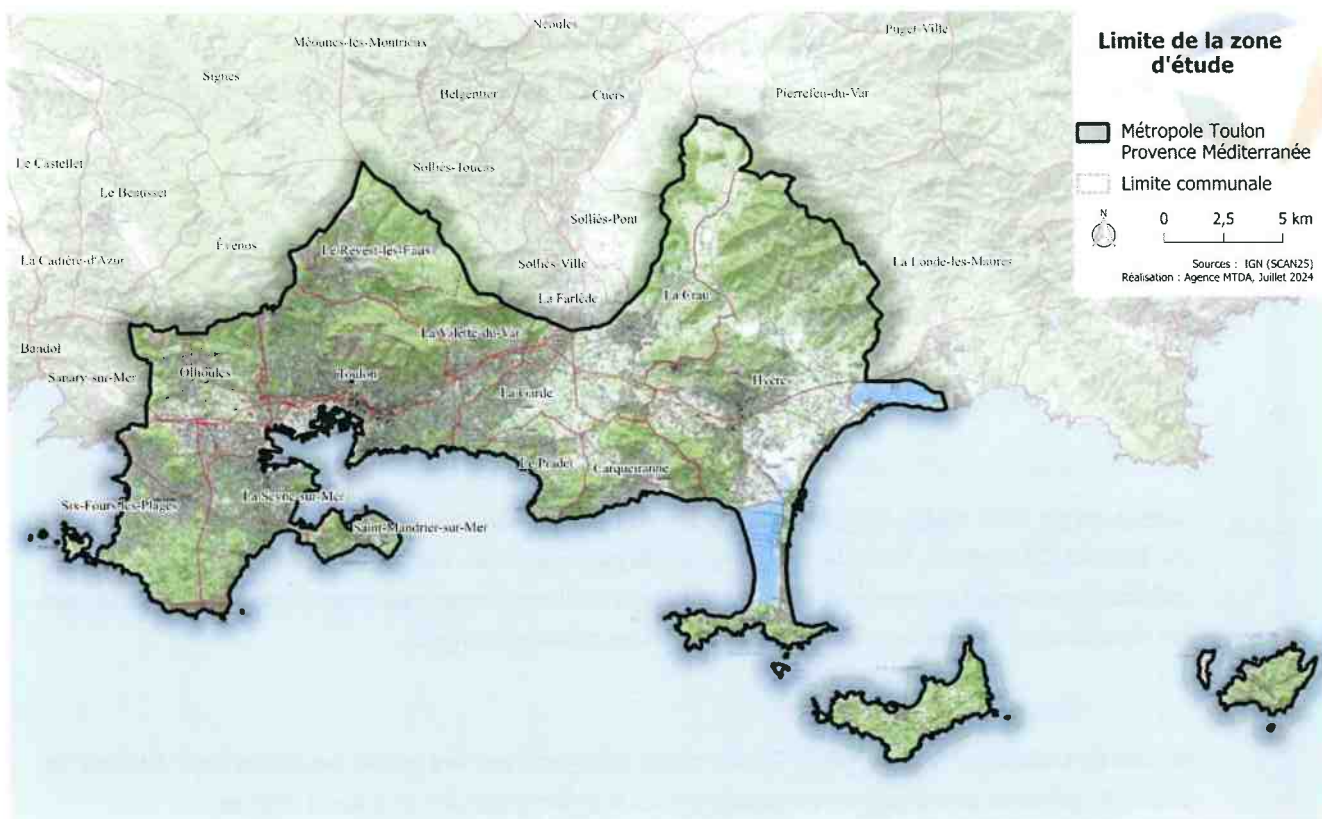 Limite de la zone
d'étude
Métropole Toulon
Provence Méditerranée
Limite communale
N
0 2,5 5 km
Sources : IGN (SCAN25)
Réalisation : Agence MTDA, Juillet 2024
Néoules
Puget-Ville
Méounes-les-Montrieux
Signes
Belgentier
Cuers
Pierrefeu-du-Var
Le Castellet
Solliès-Toucas
Le Beausset
Solliès-Pont
Évenos
Le Revest-les-Eaux
La Cadière-d'Azur
Solliès-Ville
La Londe-les-Maures
La Farlède
La Crau
La Valette-du-Var
Bandol
Sanary-sur-Mer
Ollioules
Toulon
Hyères
La Garde
Le Pradet
Carqueiranne
Six-Fours-les-Plages
La Seyne-sur-Mer
Saint-Mandrier-sur-Mer